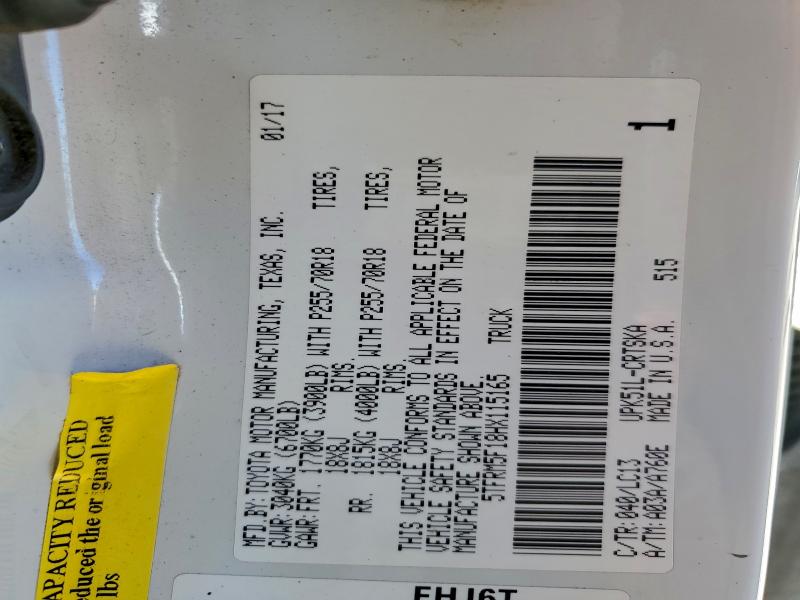 MFD.BY:TOYOTA MOTOR MANUFACTURING, TEXAS, INC. 01/17
GVWR:3040KG (6700LB)
GAWR:FRT. 1770KG (3900LB) WITH P255/70R18 TIRES,
18X8J RIMS.
RR. 1815KG (4000LB) WITH P255/70R18 TIRES,
18X8J RIMS.
THIS VEHICLE CONFORMS TO ALL APPLICABLE FEDERAL MOTOR
VEHICLE SAFETY STANDARDS IN EFFECT ON THE DATE OF
MANUFACTURE SHOWN ABOVE
5TFRM5F18HX115165 TRUCK
C/TR:040/LC13 UPK51L-CRTSKA
A/TM:A03A/A760E MADE IN U.S.A. 515
1
APACITY REDUCED
educed the original load
lbs